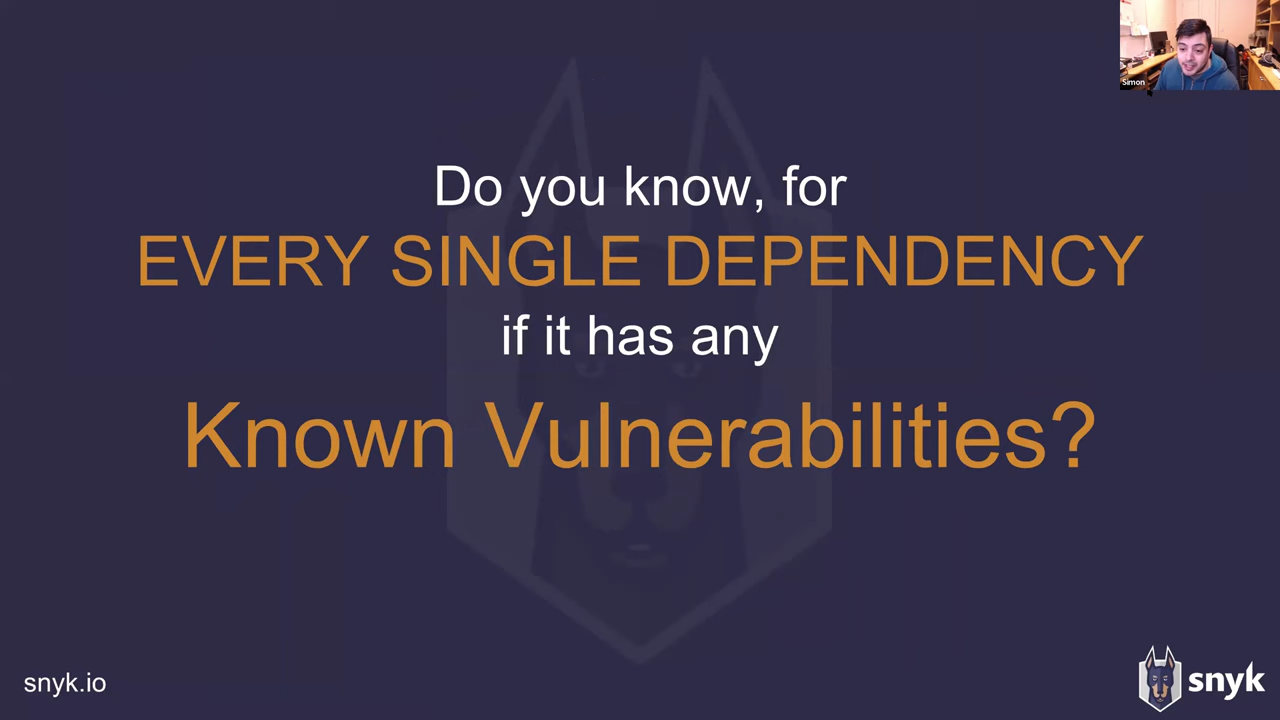 Simon
Do you know, for
EVERY SINGLE DEPENDENCY
if it has any
Known Vulnerabilities?
snyk.io
snyk